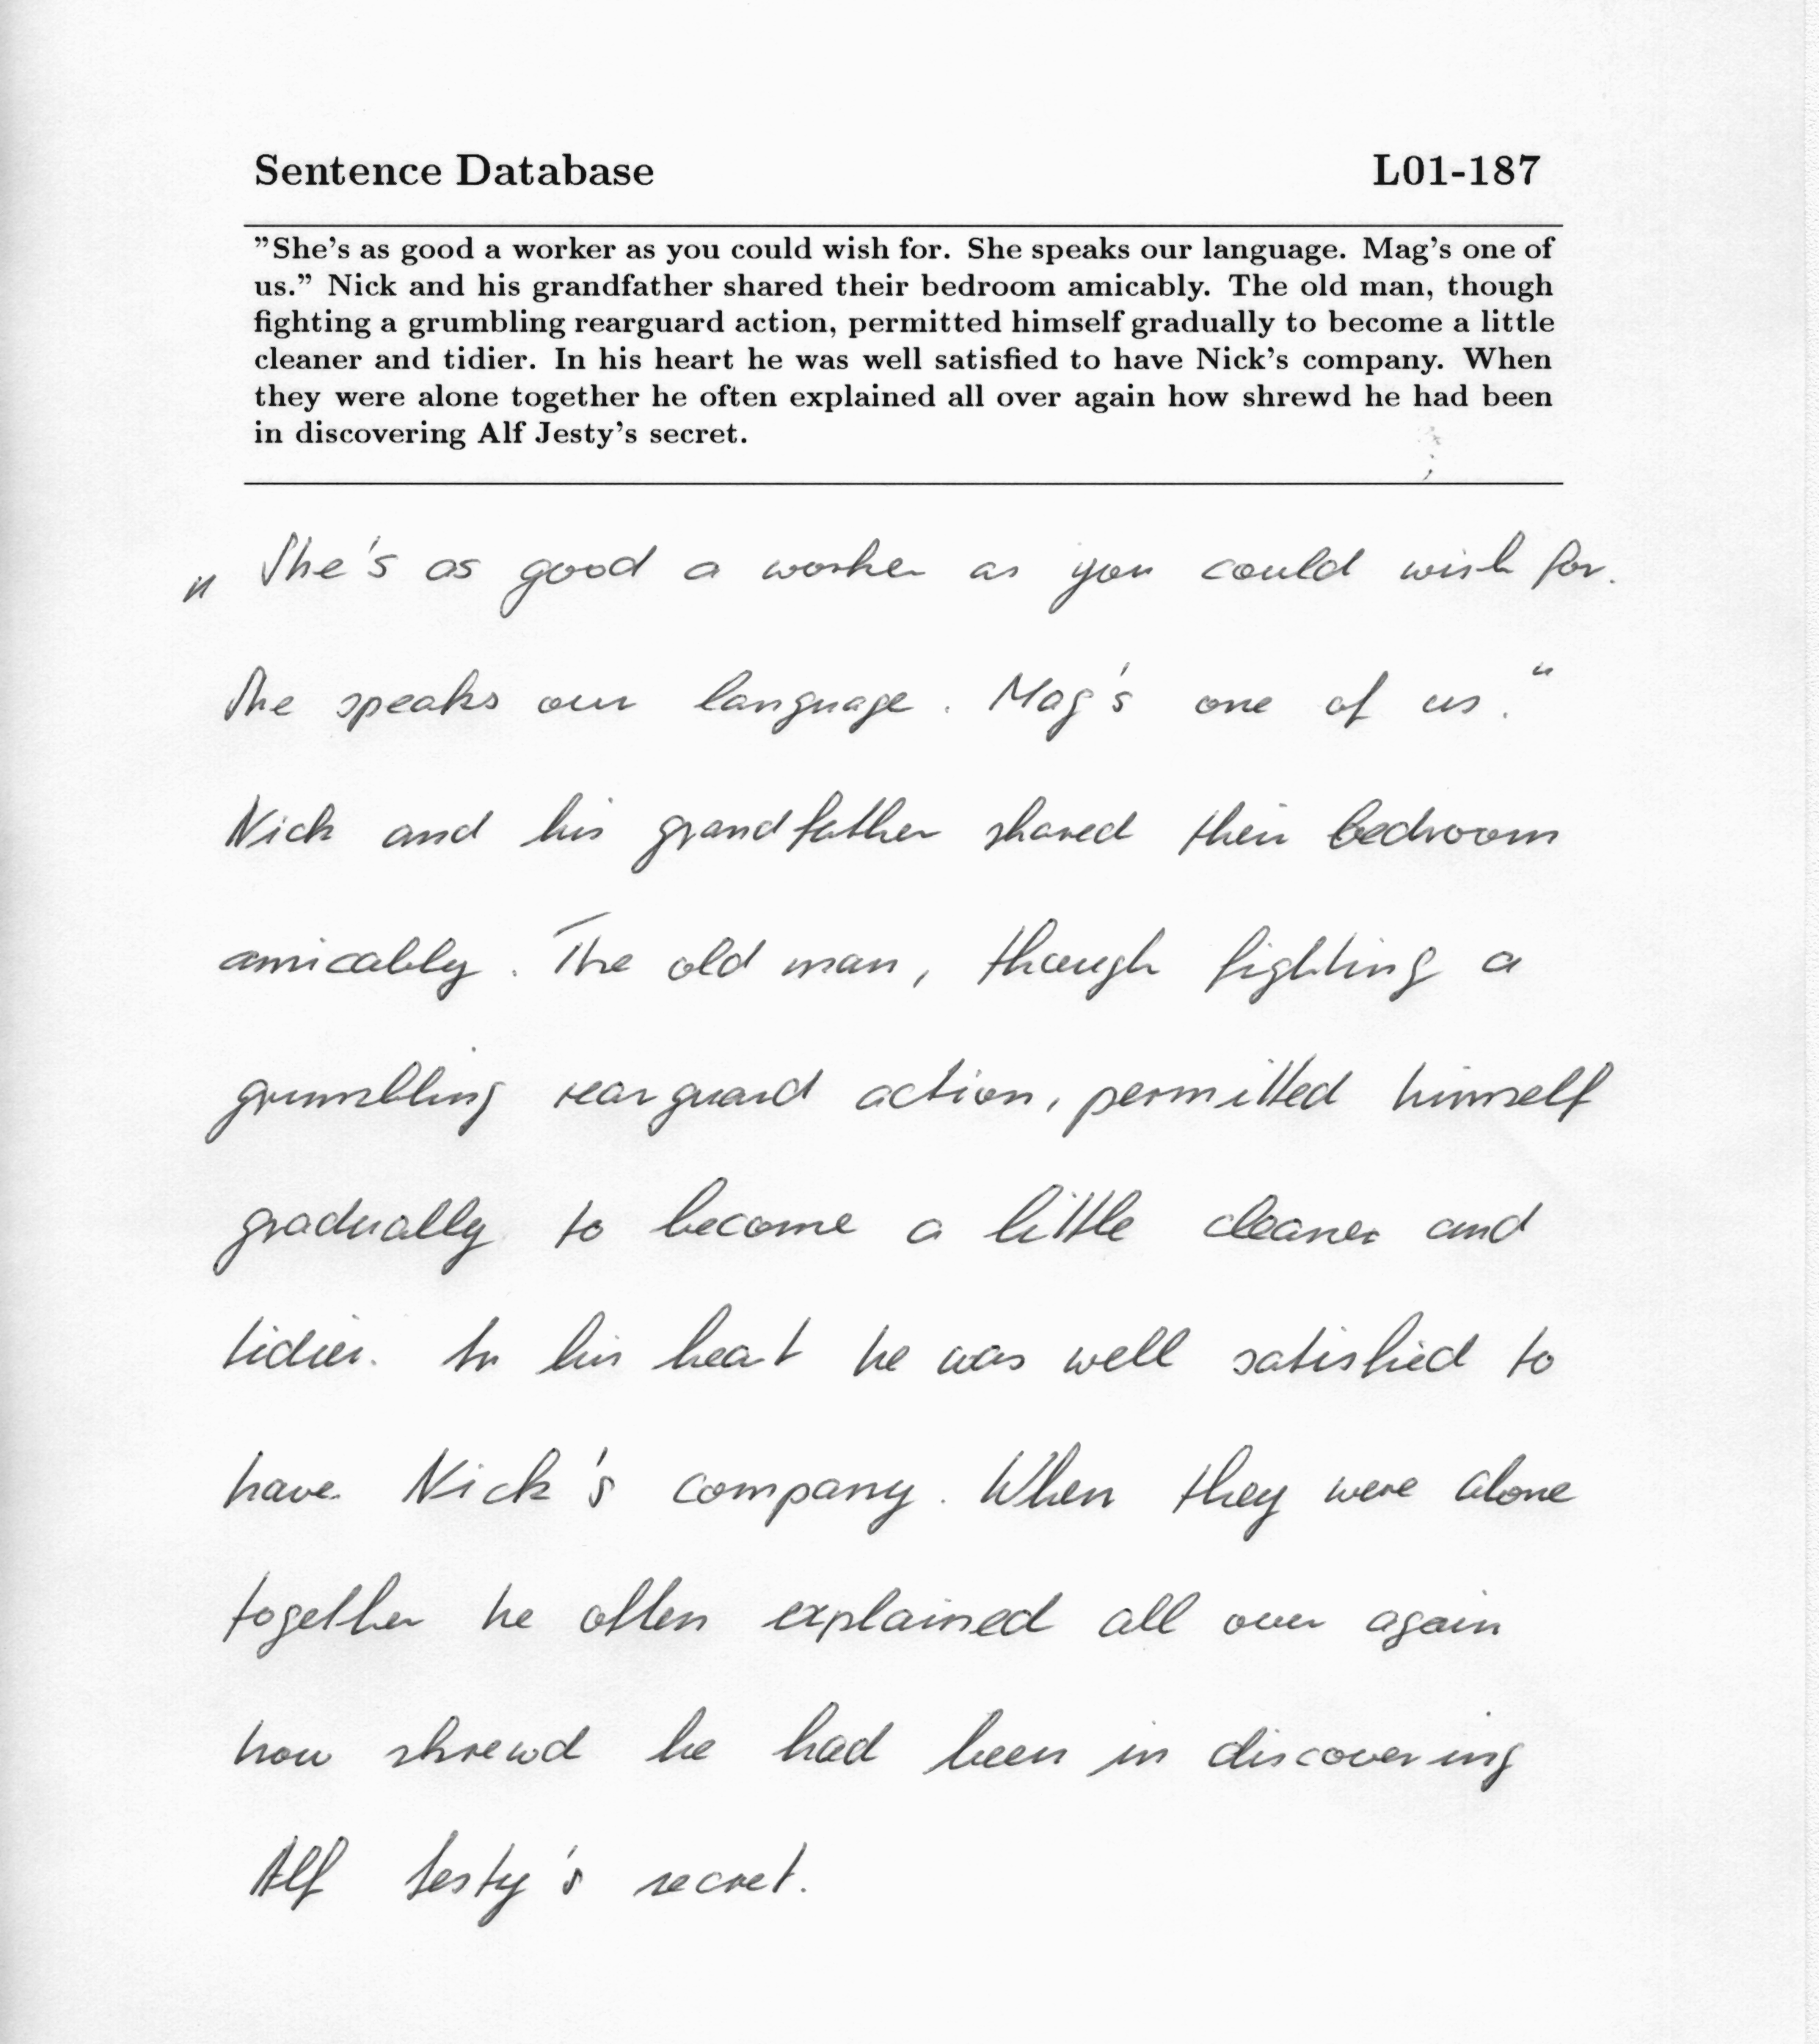 Sentence Database L01-187
"She's as good a worker as you could wish for. She speaks our language. Mag's one of
us." Nick and his grandfather shared their bedroom amicably. The old man, though
fighting a grumbling rearguard action, permitted himself gradually to become a little
cleaner and tidier. In his heart he was well satisfied to have Nick's company. When
they were alone together he often explained all over again how shrewd he had been
in discovering Alf Jesty's secret.
„She's as good a worker as you could wish for.
She speaks our language. Mag's one of us."
Nick and his grandfather shared their bedroom
amicably. The old man, though fighting a
grumbling rearguard action, permitted himself
gradually to become a little cleaner and
tidier. In his heart he was well satisfied to
have Nick's company. When they were alone
together he often explained all over again
how shrewd he had been in discovering
Alf Jesty's secret.